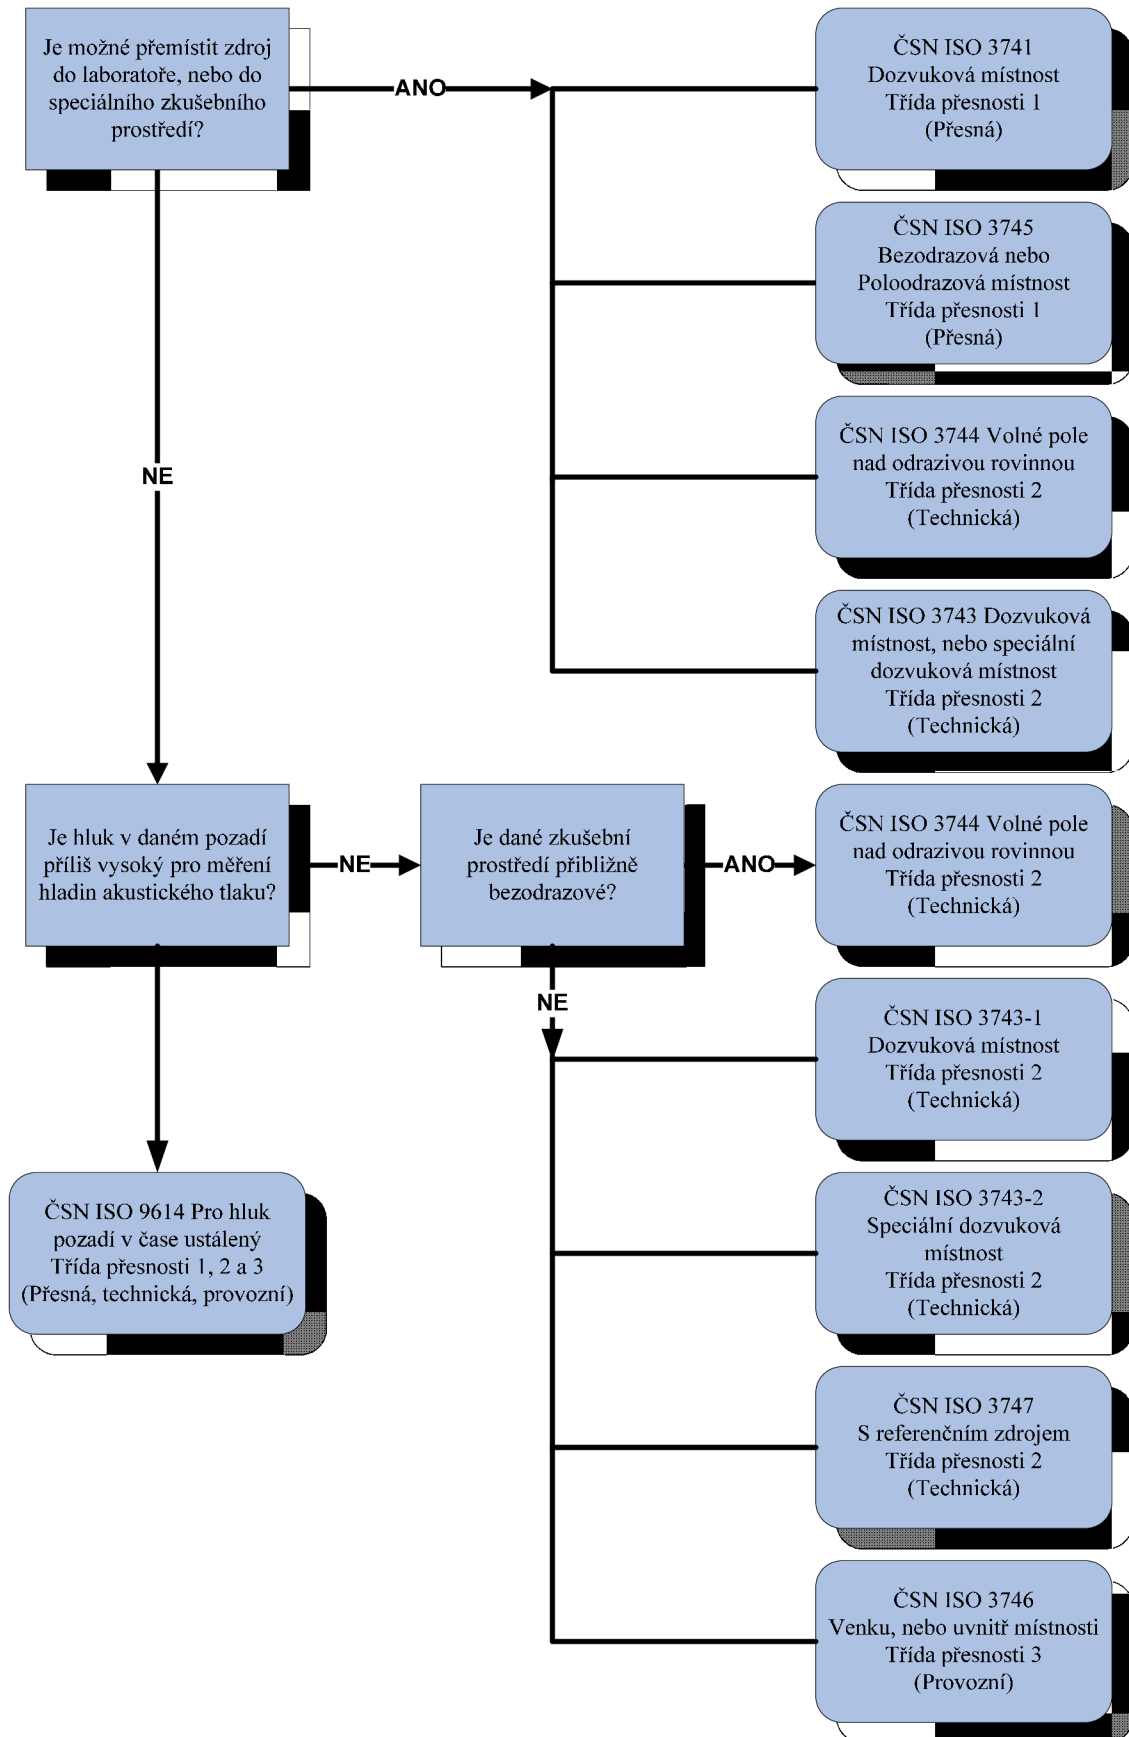 Je možné přemístit zdroj
do laboratoře, nebo do
speciálního zkušebního
prostředí?
ANO
ČSN ISO 3741
Dozvuková místnost
Třída přesnosti 1
(Přesná)
ČSN ISO 3745
Bezodrazová nebo
Poloodrazová místnost
Třída přesnosti 1
(Přesná)
ČSN ISO 3744 Volné pole
nad odrazivou rovinnou
Třída přesnosti 2
(Technická)
ČSN ISO 3743 Dozvuková
místnost, nebo speciální
dozvuková místnost
Třída přesnosti 2
(Technická)
NE
Je hluk v daném pozadí
příliš vysoký pro měření
hladin akustického tlaku?
NE
Je dané zkušební
prostředí přibližně
bezodrazové?
ANO
ČSN ISO 3744 Volné pole
nad odrazivou rovinnou
Třída přesnosti 2
(Technická)
NE
ČSN ISO 3743-1
Dozvuková místnost
Třída přesnosti 2
(Technická)
ČSN ISO 9614 Pro hluk
pozadí v čase ustálený
Třída přesnosti 1, 2 a 3
(Přesná, technická, provozní)
ČSN ISO 3743-2
Speciální dozvuková
místnost
Třída přesnosti 2
(Technická)
ČSN ISO 3747
S referenčním zdrojem
Třída přesnosti 2
(Technická)
ČSN ISO 3746
Venku, nebo uvnitř místnosti
Třída přesnosti 3
(Provozní)